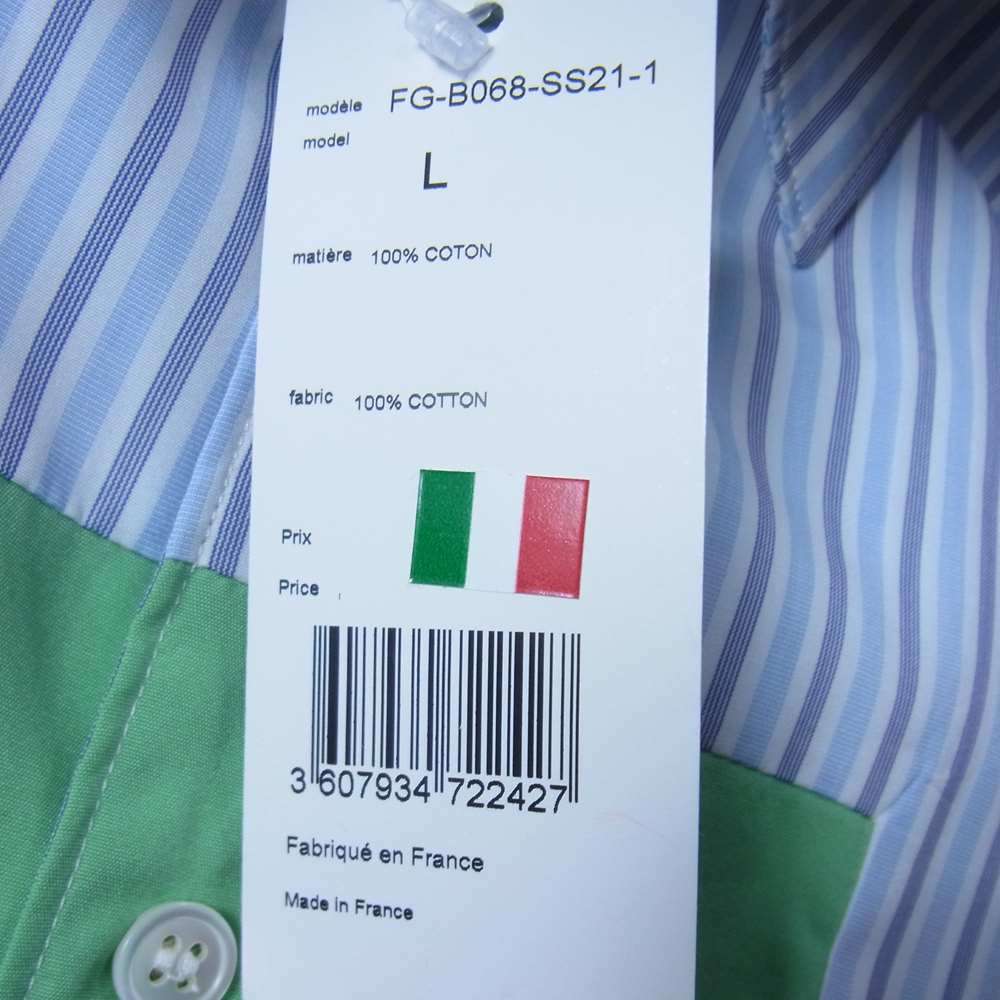 modèle FG-B068-SS21-1
model
L
matière 100% COTON
fabric 100% COTTON
Prix
Price
3 607934 722427
Fabriqué en France
Made in France